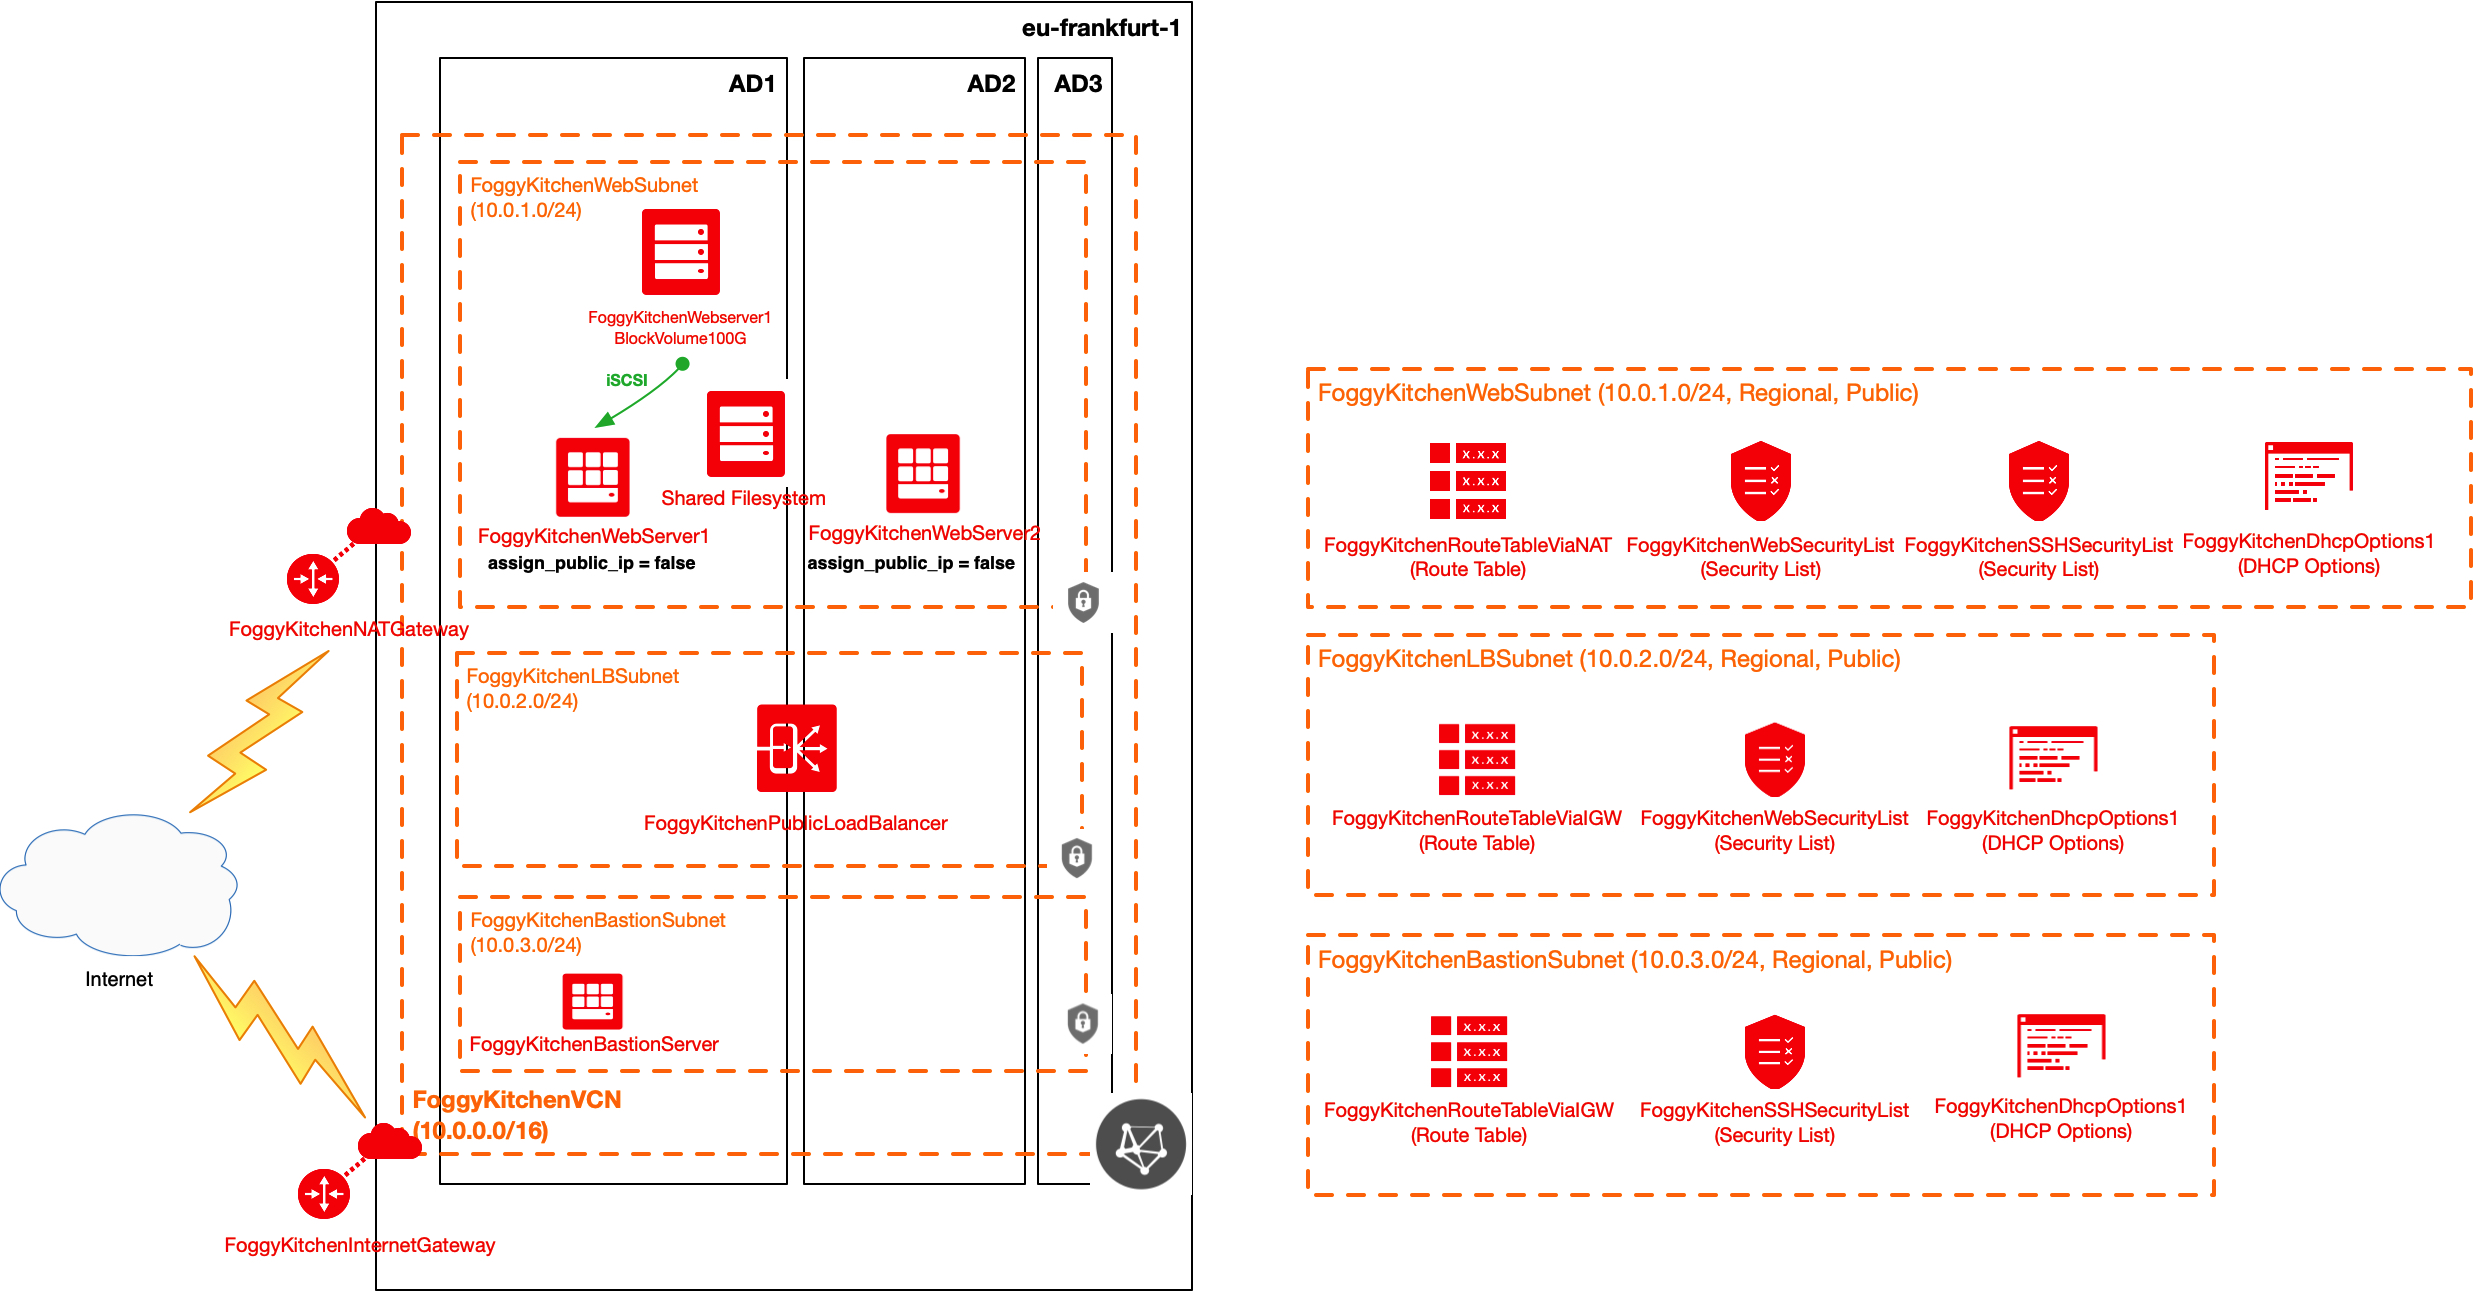 eu-frankfurt-1
AD1
AD2
AD3
FoggyKitchenWebSubnet
(10.0.1.0/24)
FoggyKitchenWebserver1
BlockVolume100G
iSCSI
Shared Filesystem
FoggyKitchenWebServer1
assign_public_ip = false
FoggyKitchenWebServer2
assign_public_ip = false
FoggyKitchenNATGateway
FoggyKitchenLBSubnet
(10.0.2.0/24)
FoggyKitchenPublicLoadBalancer
FoggyKitchenBastionSubnet
(10.0.3.0/24)
FoggyKitchenBastionServer
Internet
FoggyKitchenVCN
(10.0.0.0/16)
FoggyKitchenInternetGateway
FoggyKitchenWebSubnet (10.0.1.0/24, Regional, Public)
x.x.x
x.x.x
x.x.x
FoggyKitchenRouteTableViaNAT
(Route Table)
FoggyKitchenWebSecurityList
(Security List)
FoggyKitchenSSHSecurityList
(Security List)
FoggyKitchenDhcpOptions1
(DHCP Options)
FoggyKitchenLBSubnet (10.0.2.0/24, Regional, Public)
x.x.x
x.x.x
x.x.x
FoggyKitchenRouteTableViaIGW
(Route Table)
FoggyKitchenWebSecurityList
(Security List)
FoggyKitchenDhcpOptions1
(DHCP Options)
FoggyKitchenBastionSubnet (10.0.3.0/24, Regional, Public)
x.x.x
x.x.x
x.x.x
FoggyKitchenRouteTableViaIGW
(Route Table)
FoggyKitchenSSHSecurityList
(Security List)
FoggyKitchenDhcpOptions1
(DHCP Options)